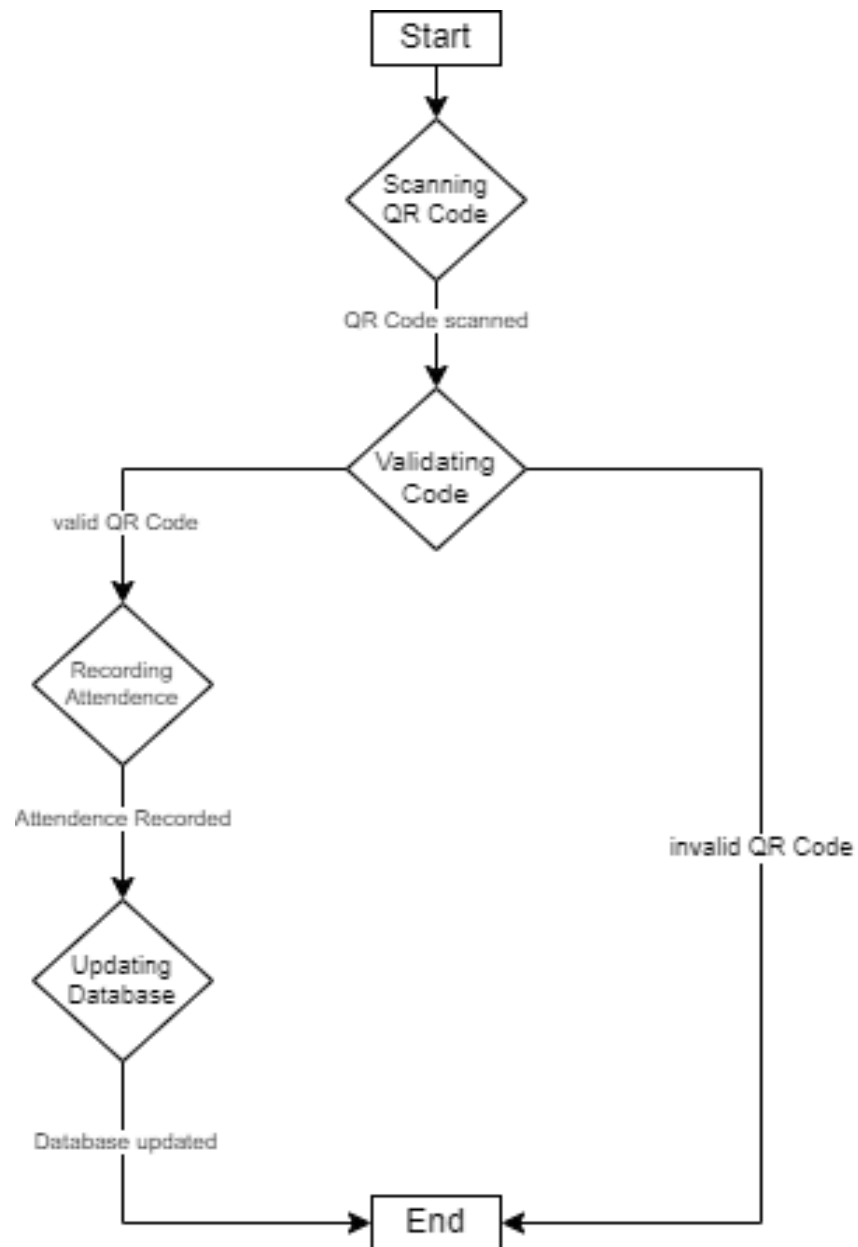 Start
Scanning
QR Code
QR Code scanned
Validating
Code
valid QR Code
Recording
Attendence
Attendence Recorded
invalid QR Code
Updating
Database
Database updated
End